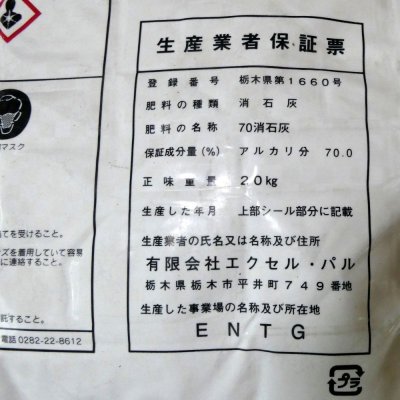 生産業者保証票
登録番号 栃木県第1660号
肥料の種類 消石灰
肥料の名称 70消石灰
保証成分量(%) アルカリ分 70.0
正味重量 20kg
生産した年月 上部シール部分に記載
生産業者の氏名又は名称及び住所
有限会社エクセル・パル
栃木県栃木市平井町749番地
生産した事業場の名称及び所在地
ENTG
マスク
てを受けること。
ズを着用していて容易
に連絡すること。
託すること。
電話 0282-22-8612
プラ